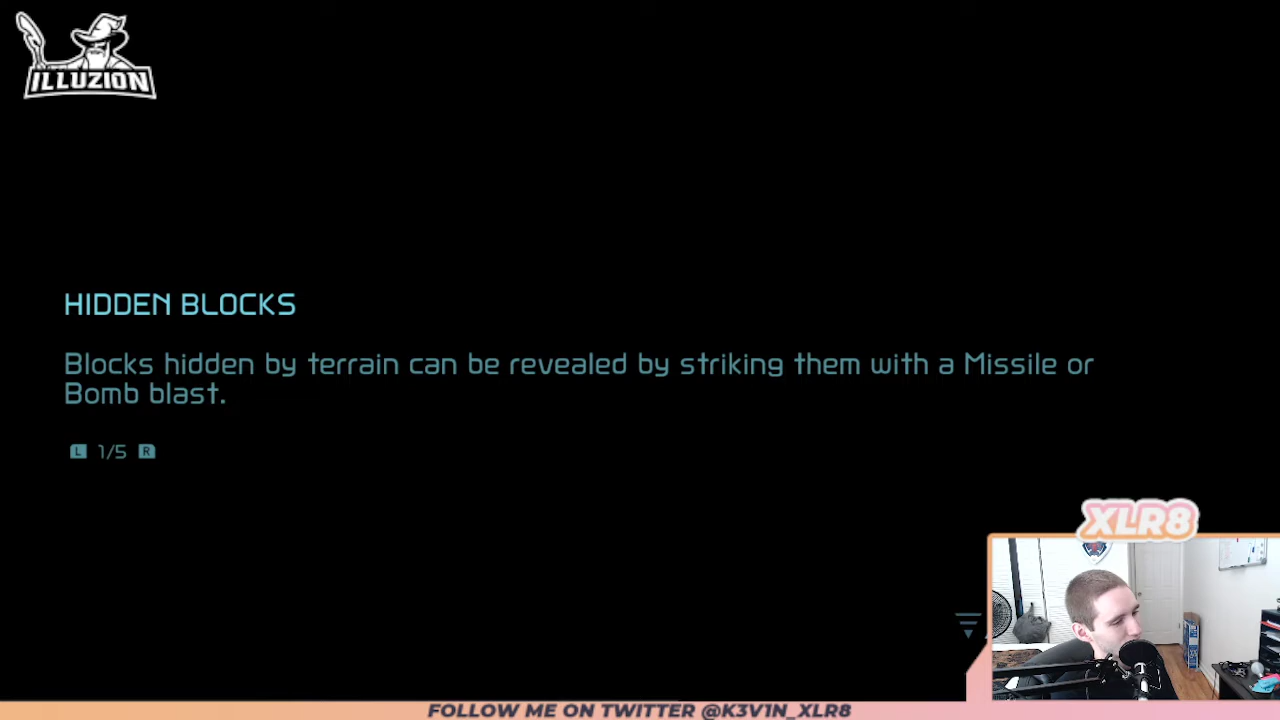 ILLUZION
HIDDEN BLOCKS
Blocks hidden by terrain can be revealed by striking them with a Missile or
Bomb blast.
L 1/5 R
XLR8
FOLLOW ME ON TWITTER @K3V1N_XLR8